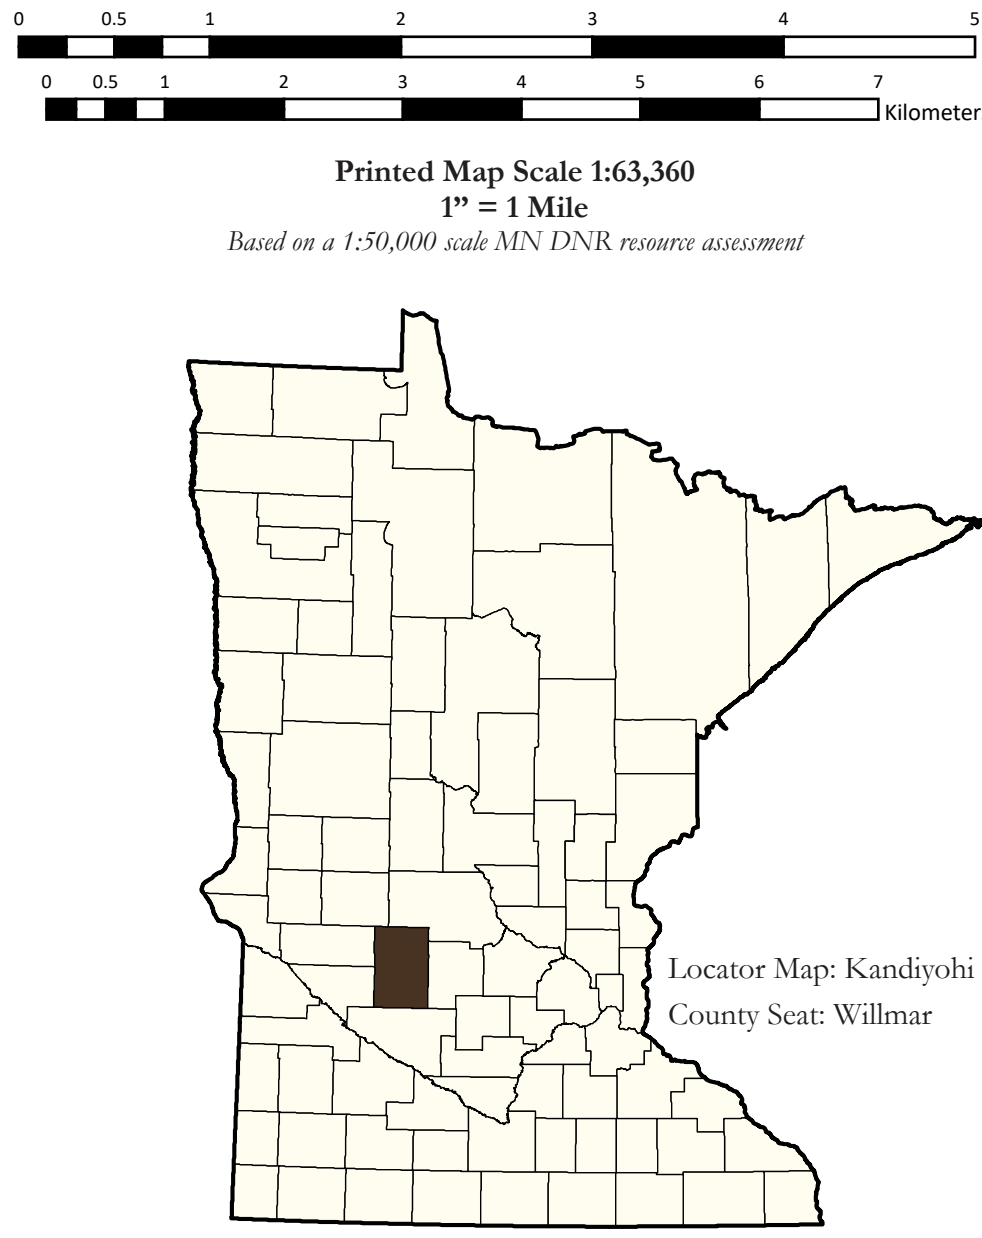 0 0.5 1 2 3 4 5
0 0.5 1 2 3 4 5 6 7
Kilometer
Printed Map Scale 1:63,360
1” = 1 Mile
Based on a 1:50,000 scale MN DNR resource assessment
Locator Map: Kandiyohi
County Seat: Willmar